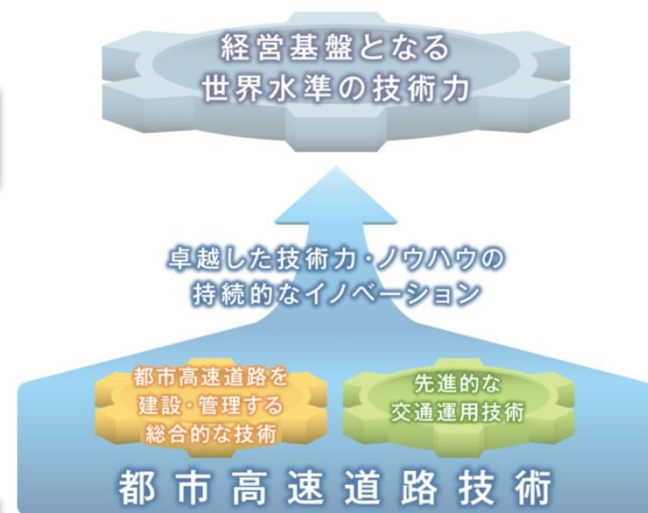 経営基盤となる
世界水準の技術力
卓越した技術力・ノウハウの
持続的なイノベーション
都市高速道路を
建設・管理する
総合的な技術
先進的な
交通運用技術
都市高速道路技術